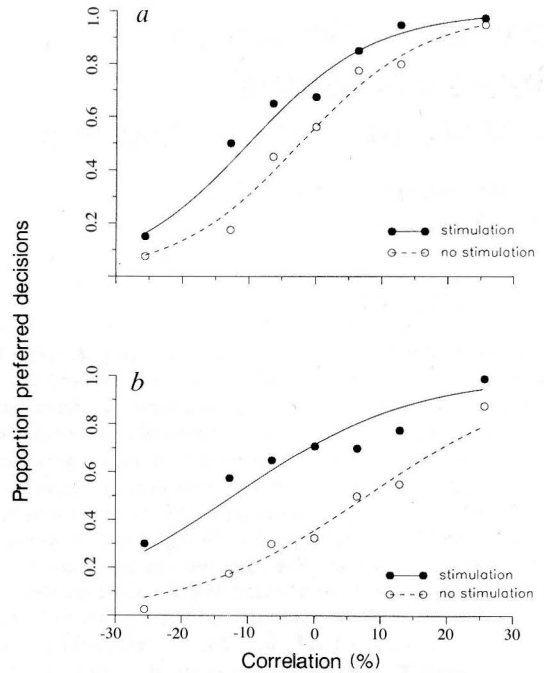 Proportion preferred decisions
a
1.0
0.8
0.6
0.4
0.2
stimulation
no stimulation
b
1.0
0.8
0.6
0.4
0.2
stimulation
no stimulation
-30 -20 -10 0 10 20 30
Correlation (%)